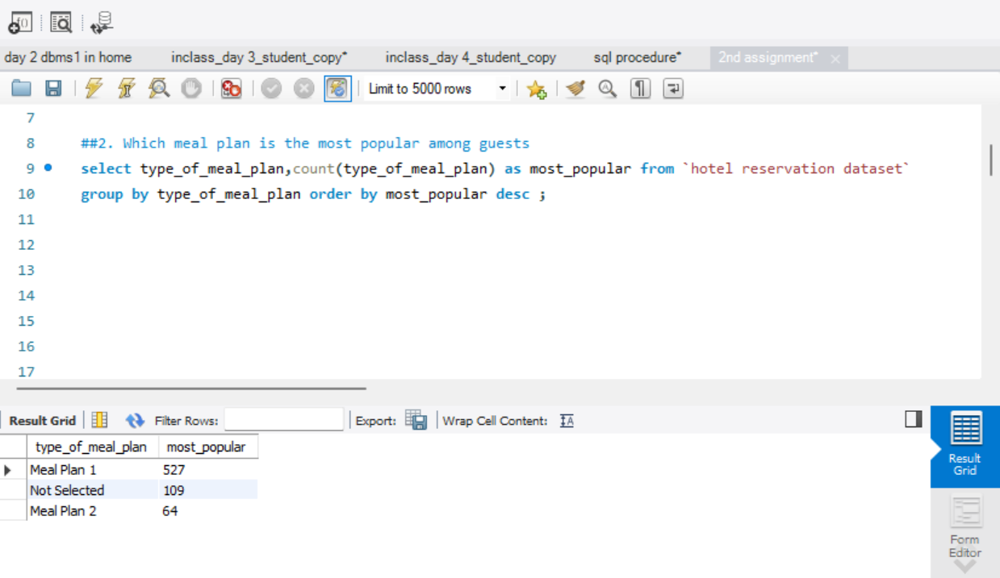 f()
day 2 dbms1 in home inclass_day 3_student_copy* inclass_day 4_student_copy sql procedure* 2nd assignment* ×
Limit to 5000 rows
7
8 ##2. Which meal plan is the most popular among guests
9 select type_of_meal_plan,count(type_of_meal_plan) as most_popular from `hotel reservation dataset`
10 group by type_of_meal_plan order by most_popular desc ;
11
12
13
14
15
16
17
Result Grid Filter Rows: Export: Wrap Cell Content: IA
type_of_meal_plan most_popular
Meal Plan 1 527
Not Selected 109
Meal Plan 2 64
Result
Grid
Form
Editor